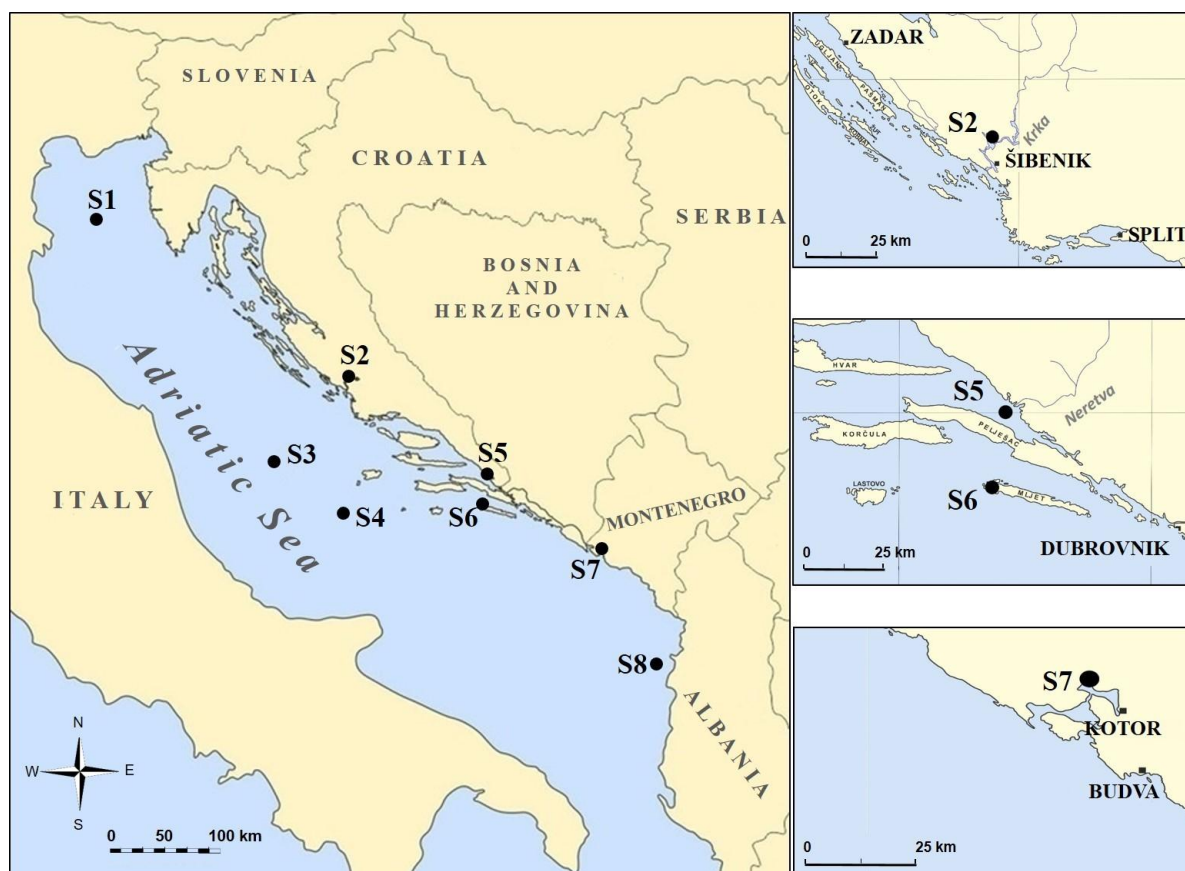 SLOVENIA
CROATIA
S1
SERBIA
BOSNIA
AND
HERZEGOVINA
S2
Adriatic Sea
S3
S5
ITALY
S4
S6
MONTENEGRO
S7
S8
ALBANIA
N
W E
S
0 50 100 km
ZADAR
UGLJAN
PAŠMAN
S2
Krka
ŠIBENIK
SPLIT
0 25 km
HVAR
S5
Neretva
KORČULA
PELJEŠAC
LASTOVO
S6
MLJET
DUBROVNIK
0 25 km
S7
KOTOR
BUDVA
0 25 km